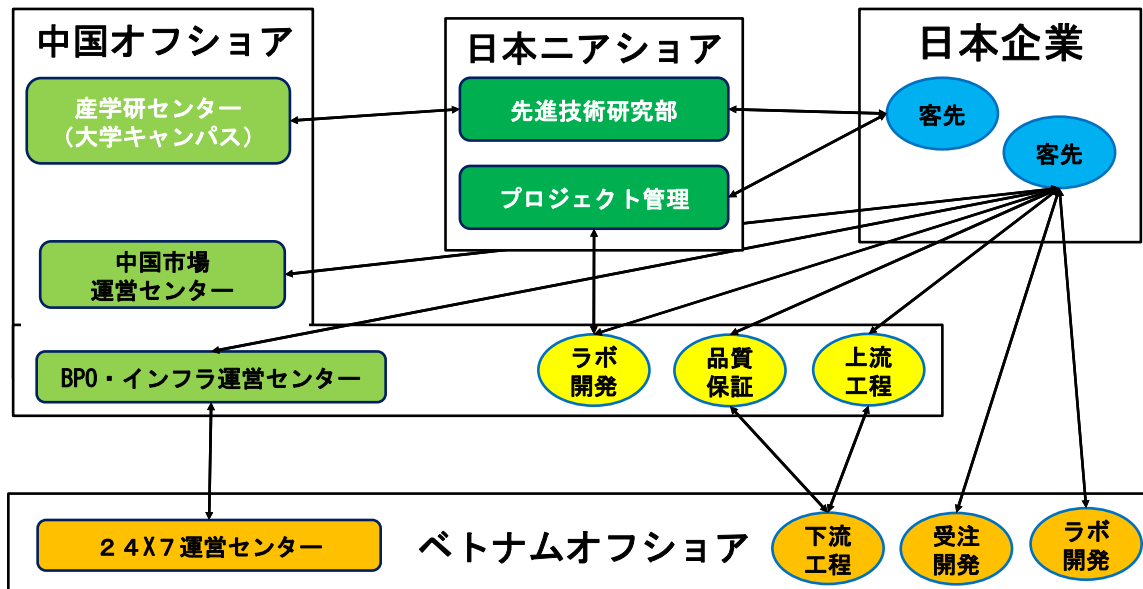 中国オフショア
日本ニアショア
日本企業
産学研センター
（大学キャンパス）
先進技術研究部
客先
客先
プロジェクト管理
中国市場
運営センター
BPO・インフラ運営センター
ラボ
開発
品質
保証
上流
工程
２４X７運営センター
ベトナムオフショア
下流
工程
受注
開発
ラボ
開発